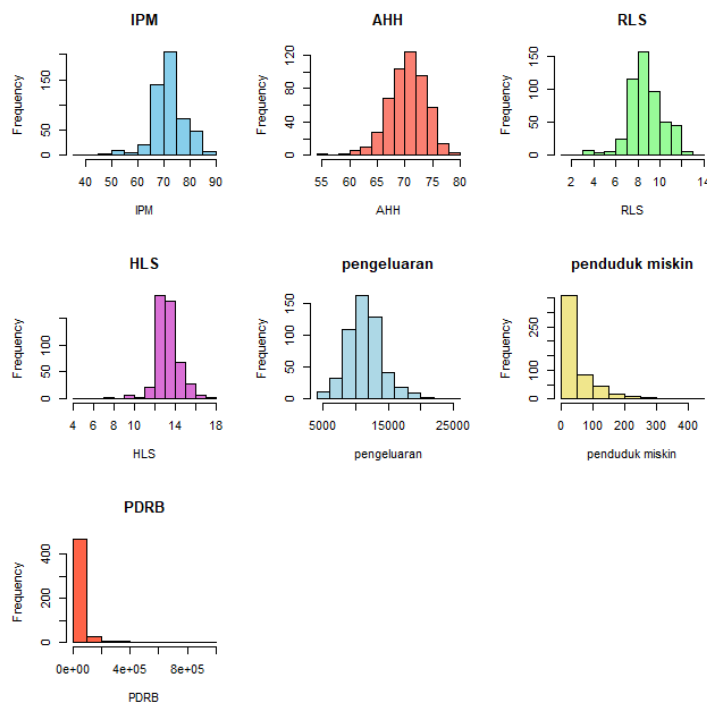 IPM
Frequency
0
50
150
40 50 60 70 80 90
IPM
AHH
Frequency
0
40
80
120
55 60 65 70 75 80
AHH
RLS
Frequency
0
50
100
150
2 4 6 8 10 14
RLS
HLS
Frequency
0
50
100
4 6 8 10 14 18
HLS
pengeluaran
Frequency
0
50
100
150
5000 15000 25000
pengeluaran
penduduk miskin
Frequency
0
100
250
0 100 200 300 400
penduduk miskin
PDRB
Frequency
0
200
400
0e+00 4e+05 8e+05
PDRB